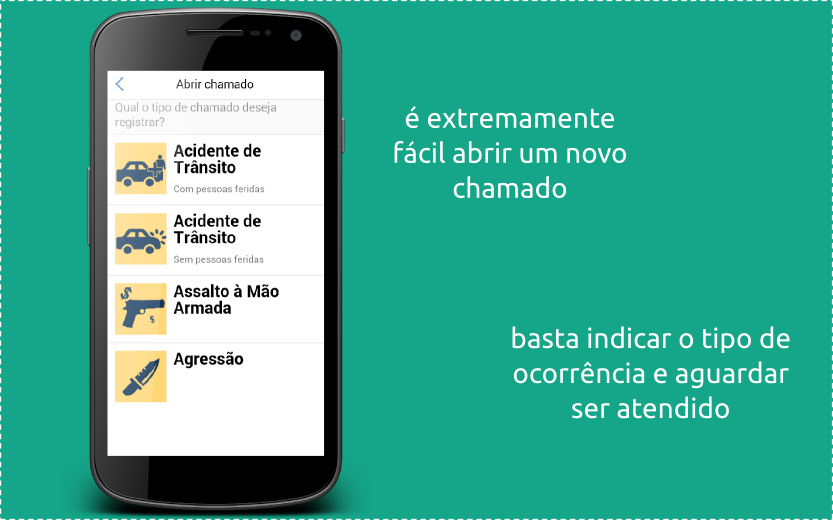 Abrir chamado
Qual o tipo de chamado deseja
registrar?
Acidente de
Trânsito
Com pessoas feridas
Acidente de
Trânsito
Sem pessoas feridas
Assalto à Mão
Armada
Agressão
é extremamente
fácil abrir um novo
chamado
basta indicar o tipo de
ocorrência e aguardar
ser atendido